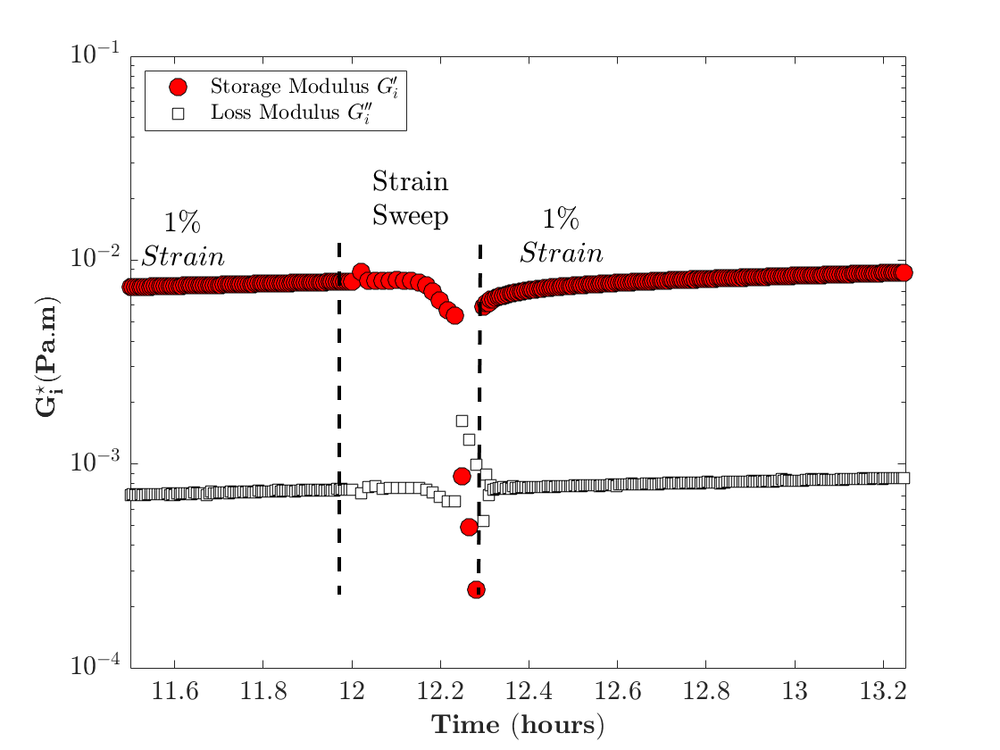 10⁻¹
Storage Modulus G′ᵢ
Loss Modulus G″ᵢ
Strain
Sweep
1%
Strain
1%
Strain
10⁻²
Gᵢ⋆(Pa.m)
10⁻³
10⁻⁴
11.6 11.8 12 12.2 12.4 12.6 12.8 13 13.2
Time (hours)